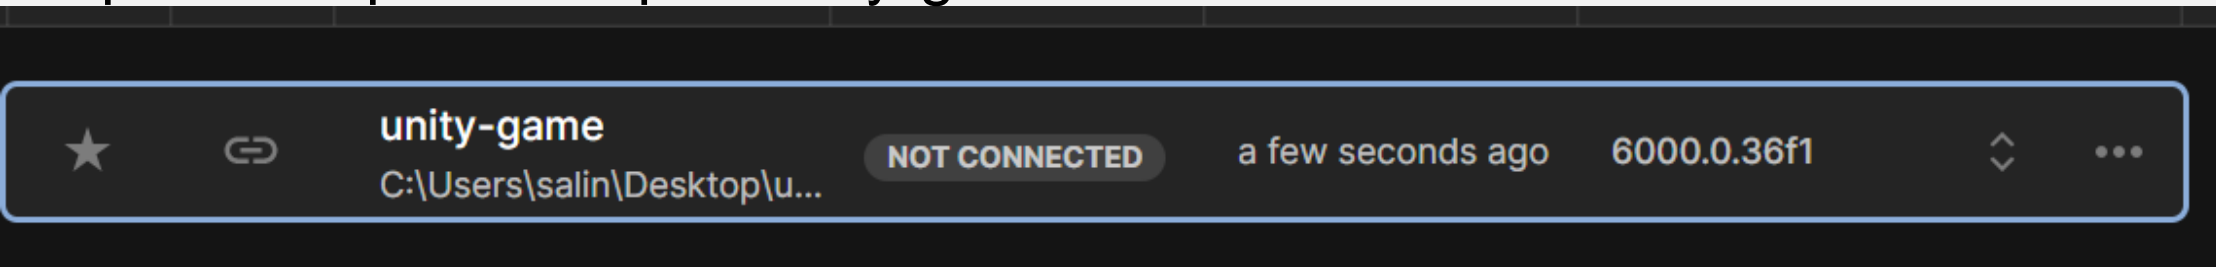 unity-game
C:\Users\salin\Desktop\u...
NOT CONNECTED
a few seconds ago
6000.0.36f1